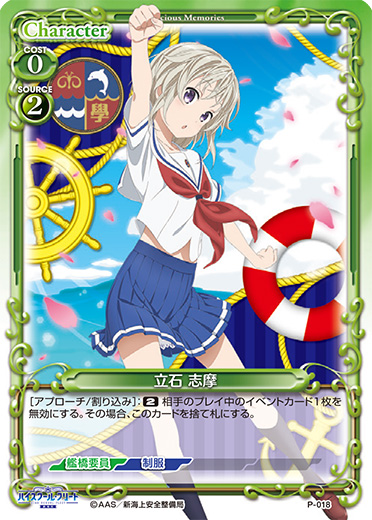 Precious Memories
Character
COST
0
SOURCE
2
學
立石 志摩
[アプローチ/割り込み]:2 相手のプレイ中のイベントカード1枚を
無効にする。その場合、このカードを捨て札にする。
艦橋要員 制服
ハイスクール・フリート
©AAS/新海上安全整備局 P-018